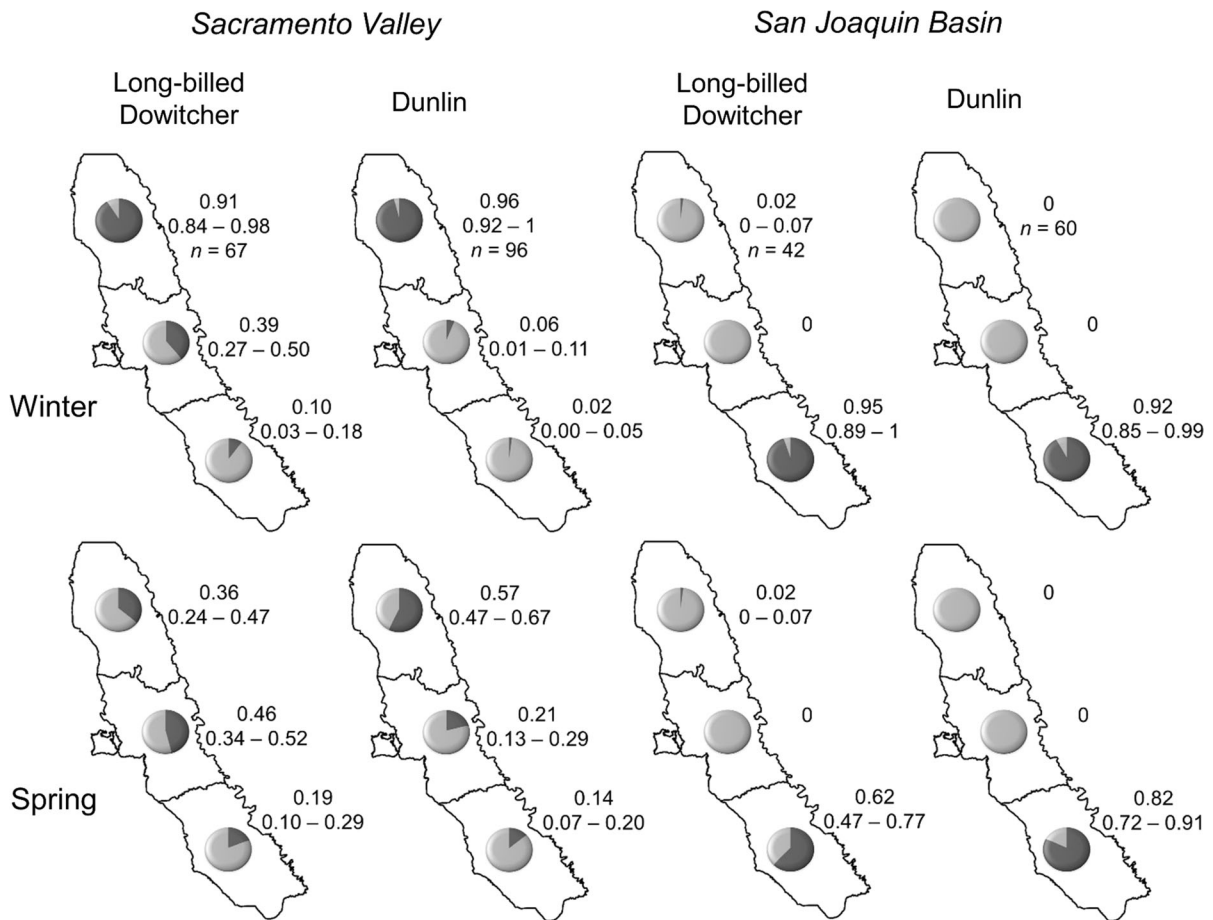 Sacramento Valley
San Joaquin Basin
Long-billed
Dowitcher
Dunlin
Long-billed
Dowitcher
Dunlin
Winter
0.91
0.84 – 0.98
n = 67
0.39
0.27 – 0.50
0.10
0.03 – 0.18
0.96
0.92 – 1
n = 96
0.06
0.01 – 0.11
0.02
0.00 – 0.05
0.02
0 – 0.07
n = 42
0
0.95
0.89 – 1
0
n = 60
0
0.92
0.85 – 0.99
Spring
0.36
0.24 – 0.47
0.46
0.34 – 0.52
0.19
0.10 – 0.29
0.57
0.47 – 0.67
0.21
0.13 – 0.29
0.14
0.07 – 0.20
0.02
0 – 0.07
0
0.62
0.47 – 0.77
0
0
0.82
0.72 – 0.91